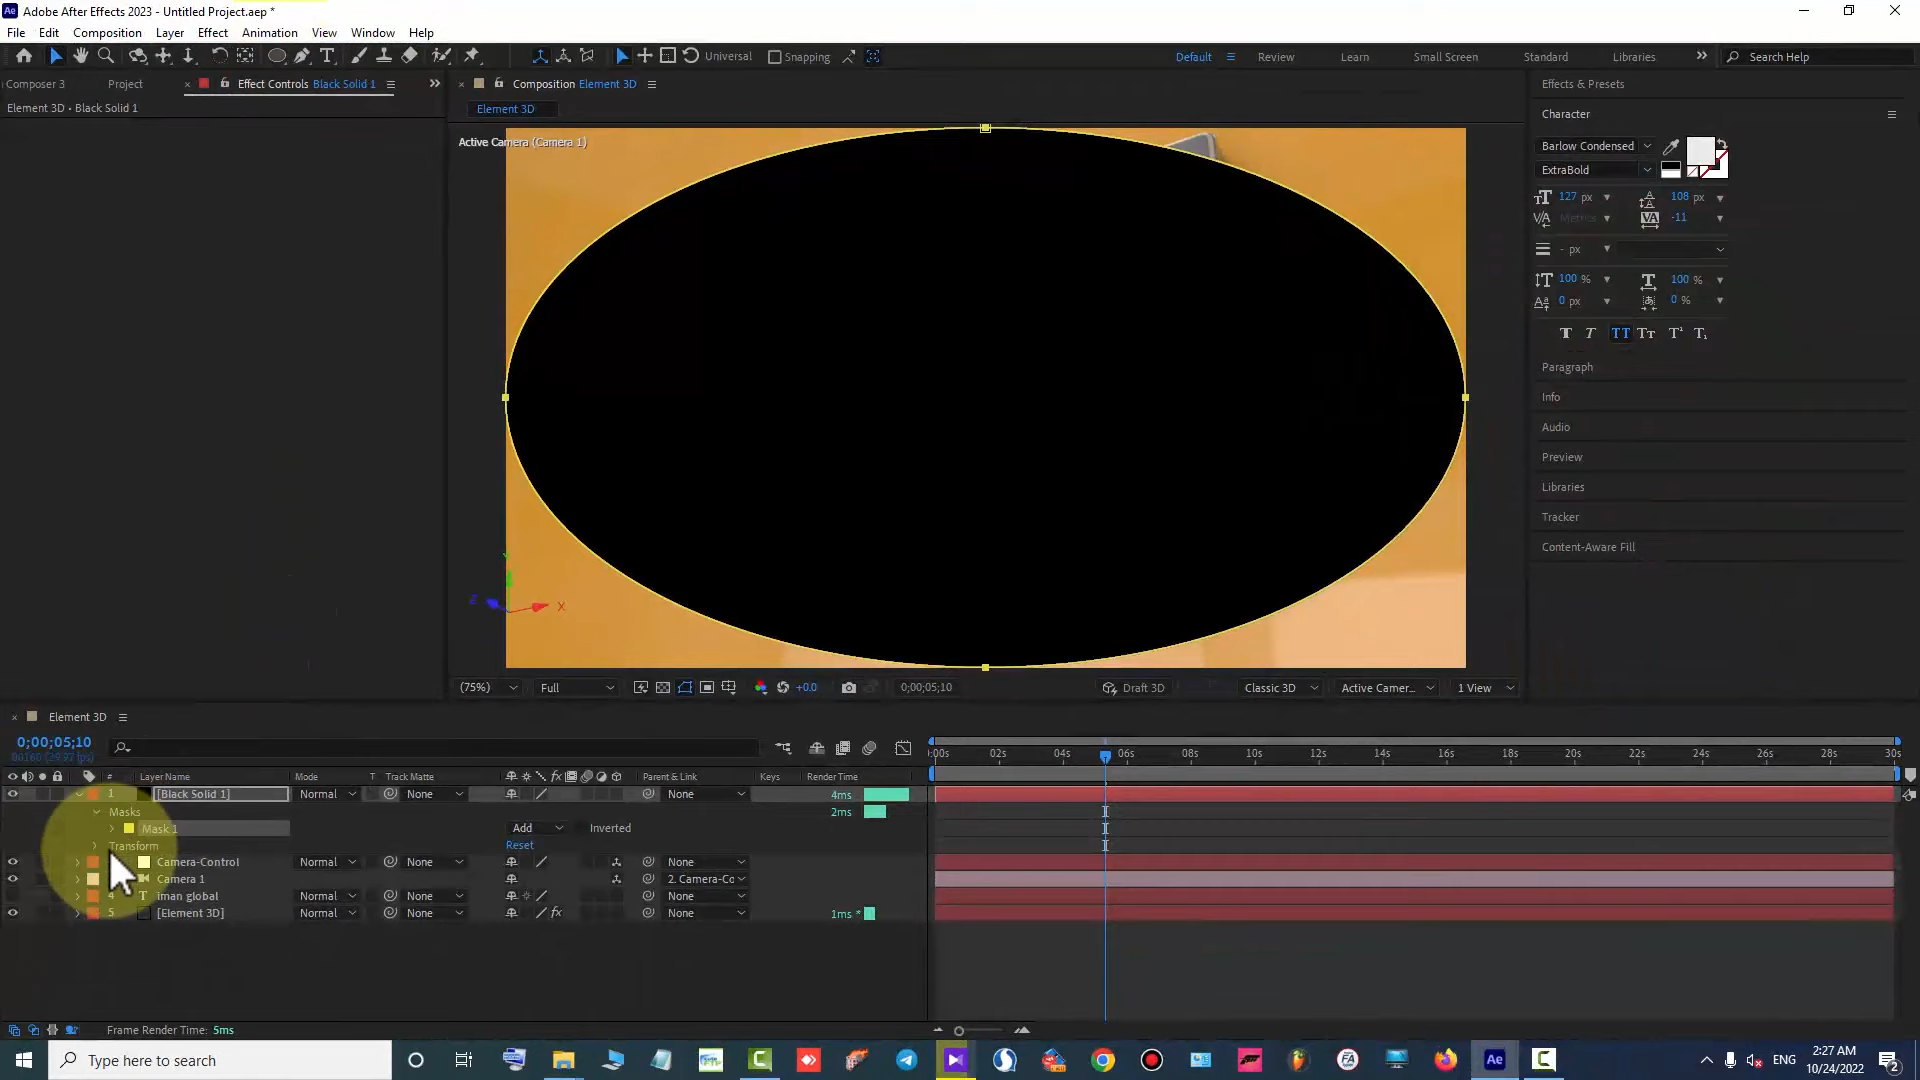 Adobe After Effects 2023 - Untitled Project.aep *
File Edit Composition Layer Effect Animation View Window Help
Universal Snapping Default Review Learn Small Screen Standard Libraries Search Help
Composer 3 Project Effect Controls Black Solid 1 Composition Element 3D Effects & Presets
Element 3D • Black Solid 1
Element 3D
Active Camera (Camera 1)
Character
Barlow Condensed
ExtraBold
127 px 108 px
Metrics -11
- px
100 % 100 %
0 px 0 %
Paragraph
Info
Audio
Preview
Libraries
Tracker
Content-Aware Fill
Y
Z X
(75%) Full +0.0 0;00;05;10 Draft 3D Classic 3D Active Camer... 1 View
Element 3D
0;00;05;10
00160 (29.97 fps)
:00s 02s 04s 06s 08s 10s 12s 14s 16s 18s 20s 22s 24s 26s 28s 30s
# Layer Name Mode T Track Matte Parent & Link Keys Render Time
1 [Black Solid 1] Normal None None 4ms
Masks 2ms
Mask 1 Add Inverted
Transform Reset
Camera-Control Normal None None
Camera 1 2. Camera-Co
4 T iman global Normal None None
5 [Element 3D] Normal None None 1ms *
Frame Render Time: 5ms
Type here to search
ENG
2:27 AM
10/24/2022
2